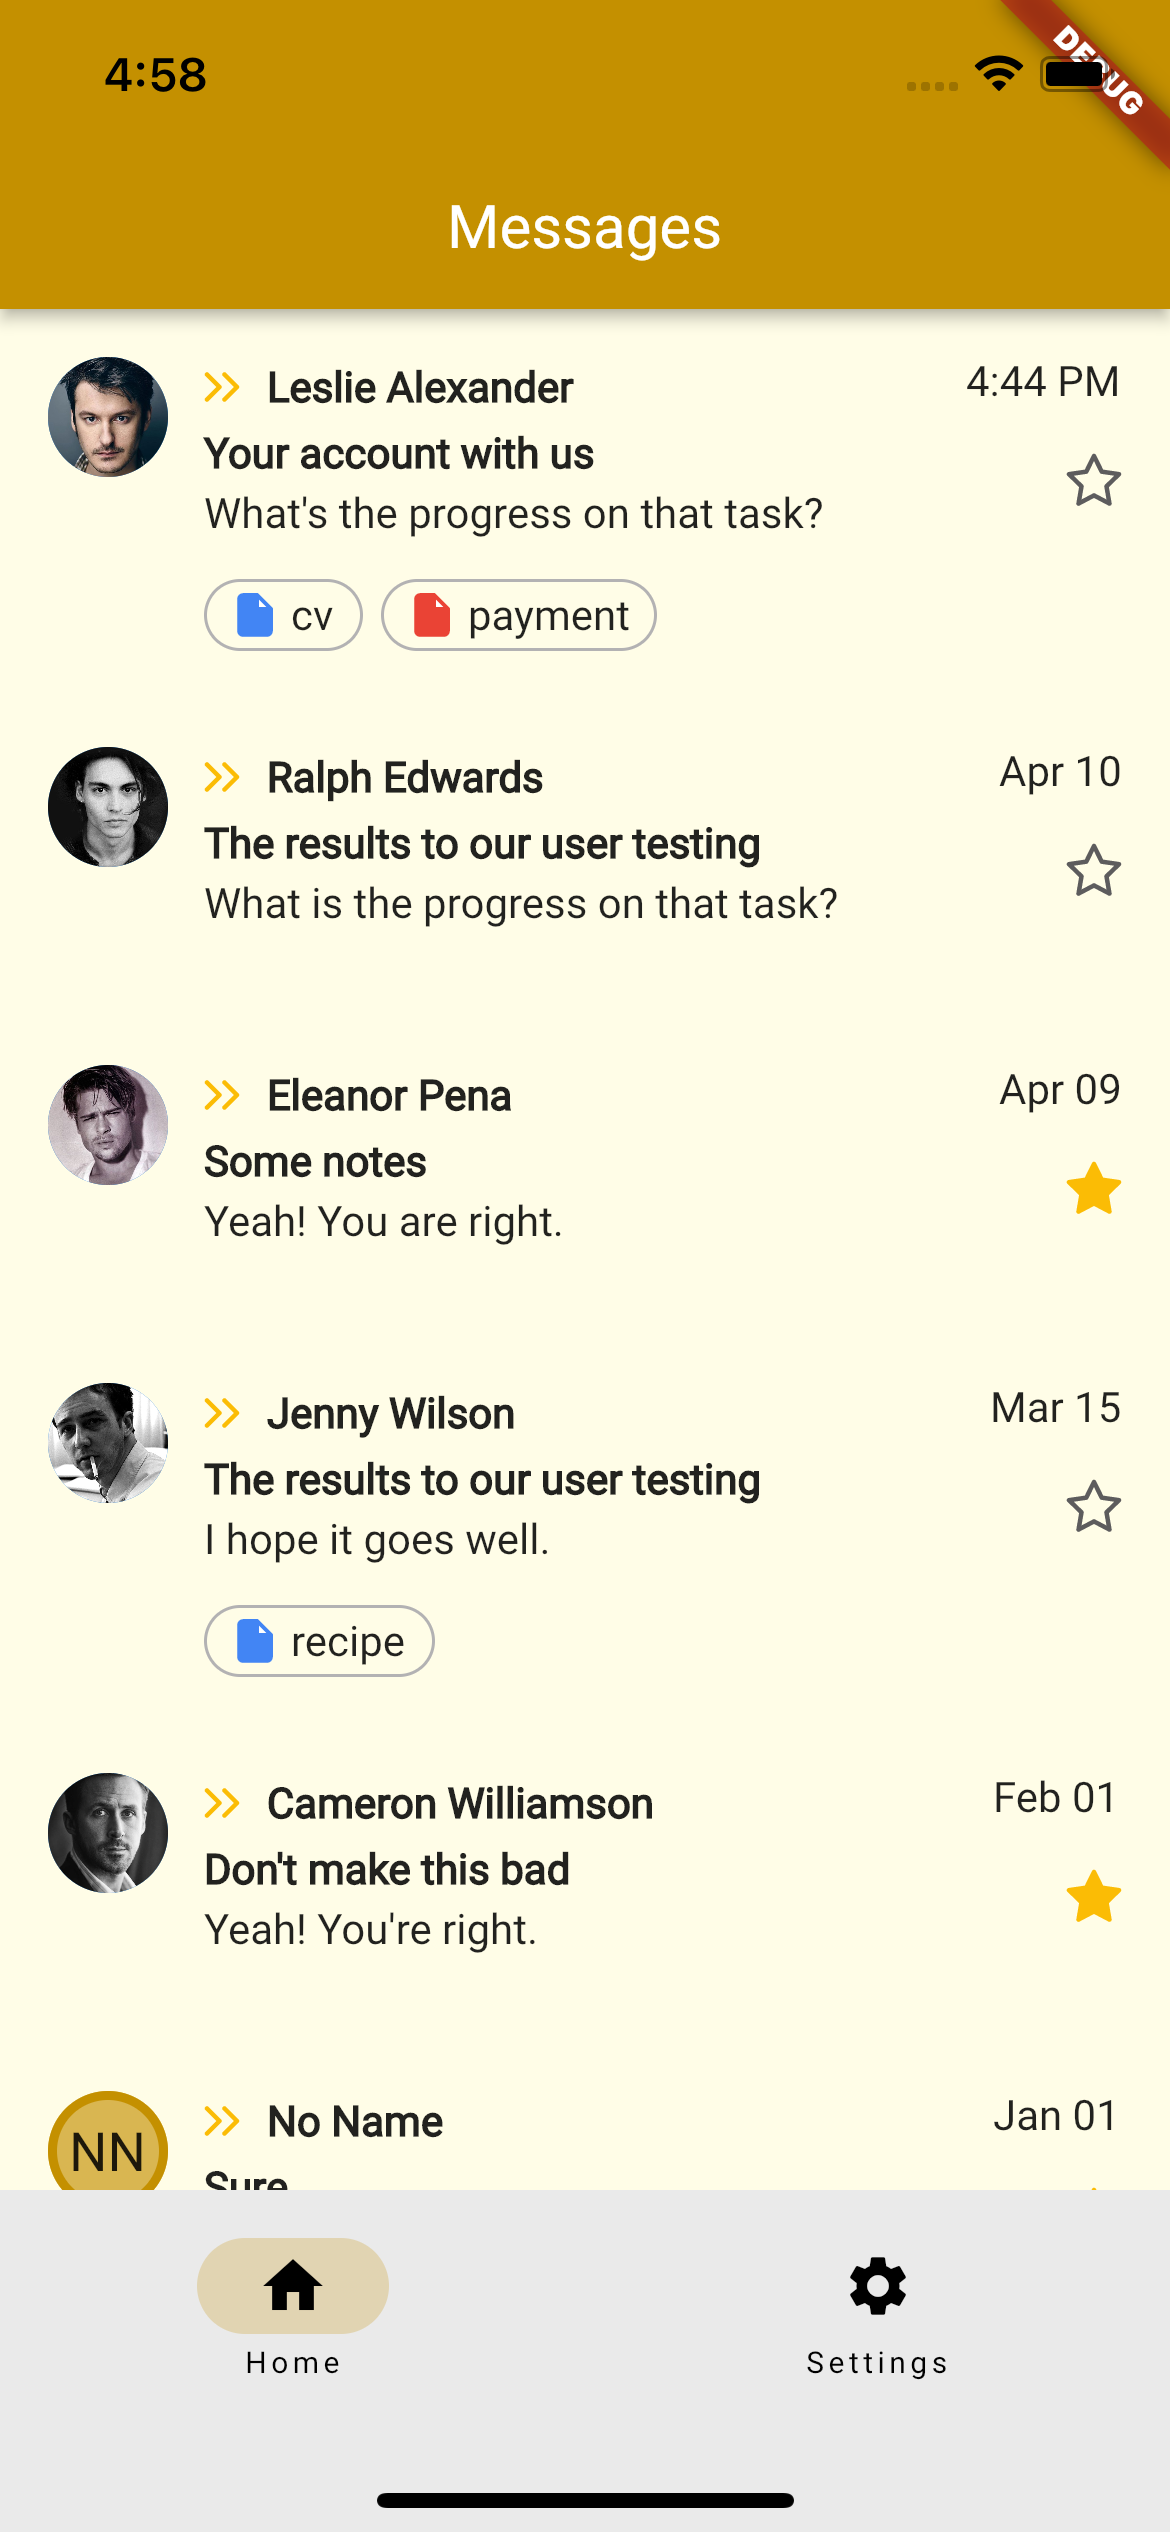 4:58
DEBUG
Messages
Leslie Alexander
4:44 PM
Your account with us
What's the progress on that task?
cv
payment
Ralph Edwards
Apr 10
The results to our user testing
What is the progress on that task?
Eleanor Pena
Apr 09
Some notes
Yeah! You are right.
Jenny Wilson
Mar 15
The results to our user testing
I hope it goes well.
recipe
Cameron Williamson
Feb 01
Don't make this bad
Yeah! You're right.
NN
No Name
Jan 01
Sure
Home
Settings